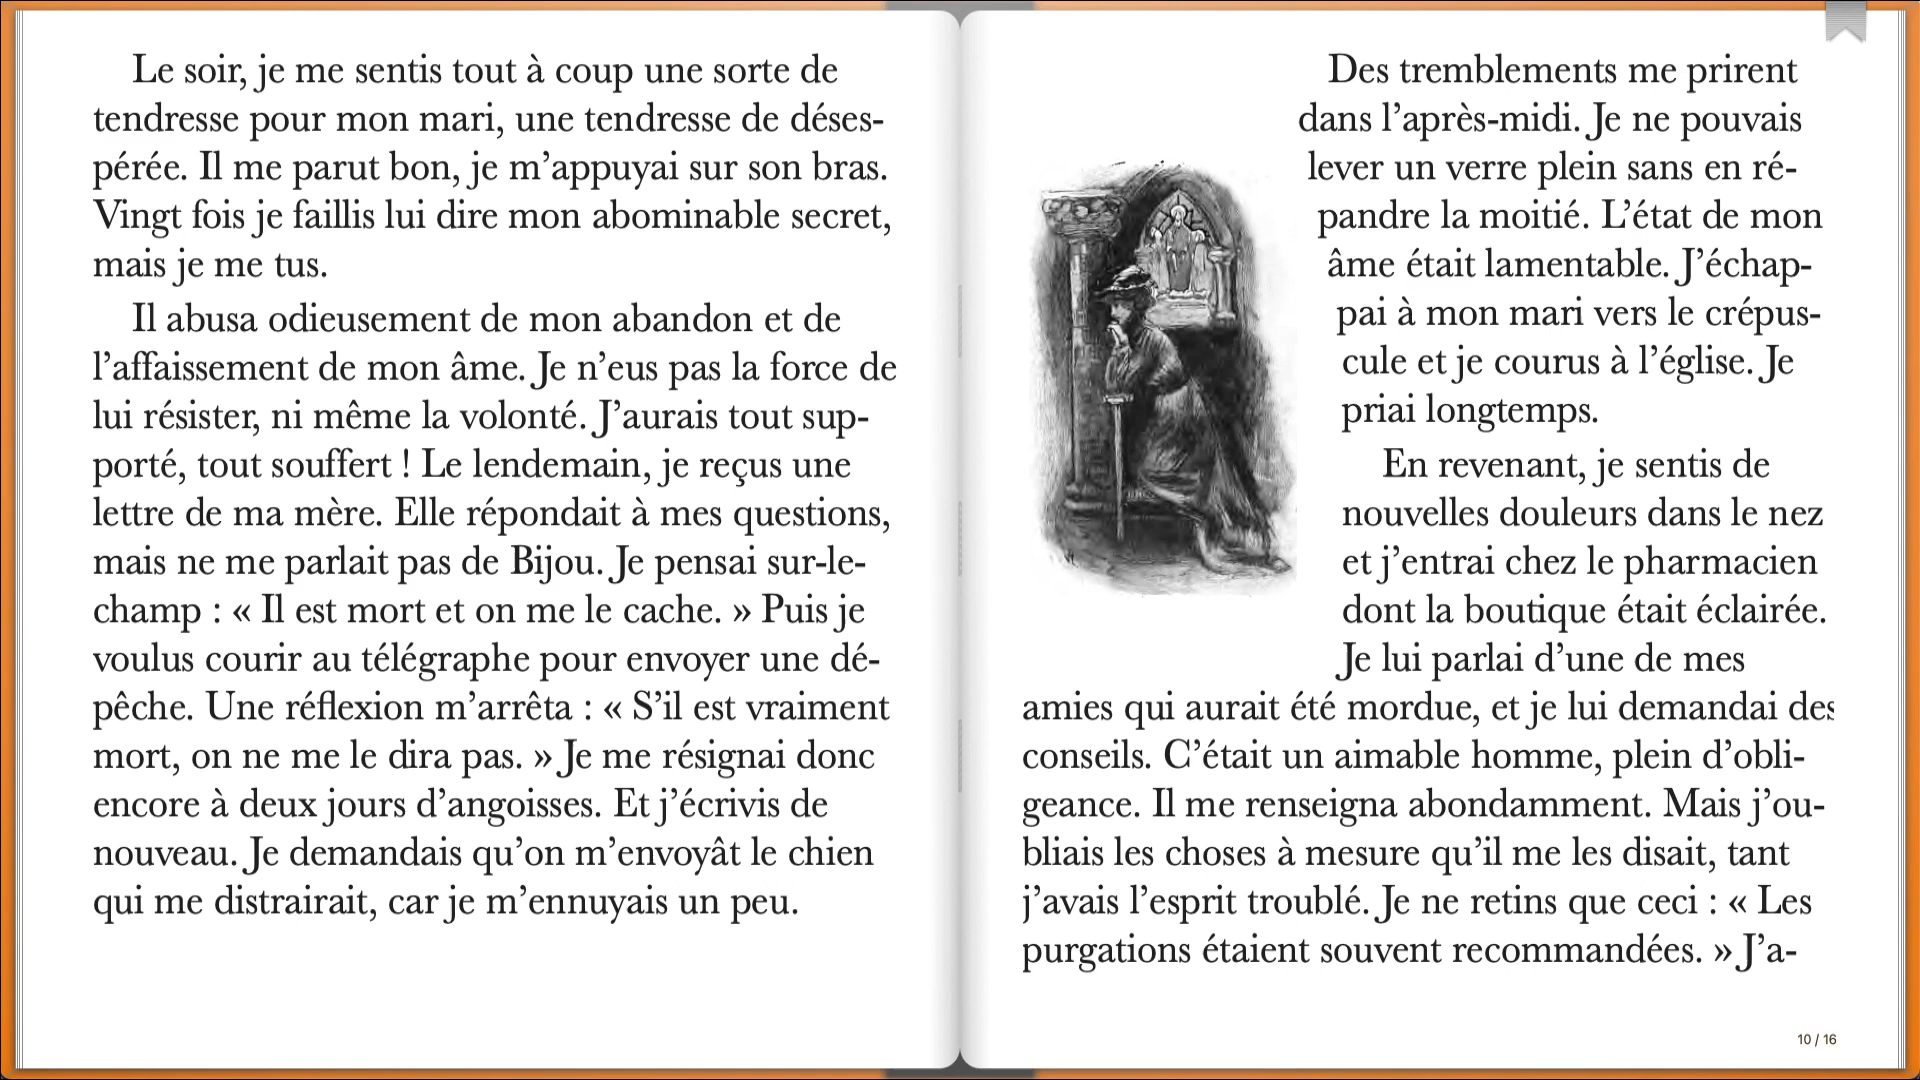 Le soir, je me sentis tout à coup une sorte de
tendresse pour mon mari, une tendresse de déses-
pérée. Il me parut bon, je m’appuyai sur son bras.
Vingt fois je faillis lui dire mon abominable secret,
mais je me tus.
Il abusa odieusement de mon abandon et de
l’affaissement de mon âme. Je n’eus pas la force de
lui résister, ni même la volonté. J’aurais tout sup-
porté, tout souffert ! Le lendemain, je reçus une
lettre de ma mère. Elle répondait à mes questions,
mais ne me parlait pas de Bijou. Je pensai sur-le-
champ : « Il est mort et on me le cache. » Puis je
voulus courir au télégraphe pour envoyer une dé-
pêche. Une réflexion m’arrêta : « S’il est vraiment
mort, on ne me le dira pas. » Je me résignai donc
encore à deux jours d’angoisses. Et j’écrivis de
nouveau. Je demandais qu’on m’envoyât le chien
qui me distrairait, car je m’ennuyais un peu.
Des tremblements me prirent
dans l’après-midi. Je ne pouvais
lever un verre plein sans en ré-
pandre la moitié. L’état de mon
âme était lamentable. J’échap-
pai à mon mari vers le crépus-
cule et je courus à l’église. Je
priai longtemps.
En revenant, je sentis de
nouvelles douleurs dans le nez
et j’entrai chez le pharmacien
dont la boutique était éclairée.
Je lui parlai d’une de mes
amies qui aurait été mordue, et je lui demandai des
conseils. C’était un aimable homme, plein d’obli-
geance. Il me renseigna abondamment. Mais j’ou-
bliais les choses à mesure qu’il me les disait, tant
j’avais l’esprit troublé. Je ne retins que ceci : « Les
purgations étaient souvent recommandées. » J’a-
10 / 16